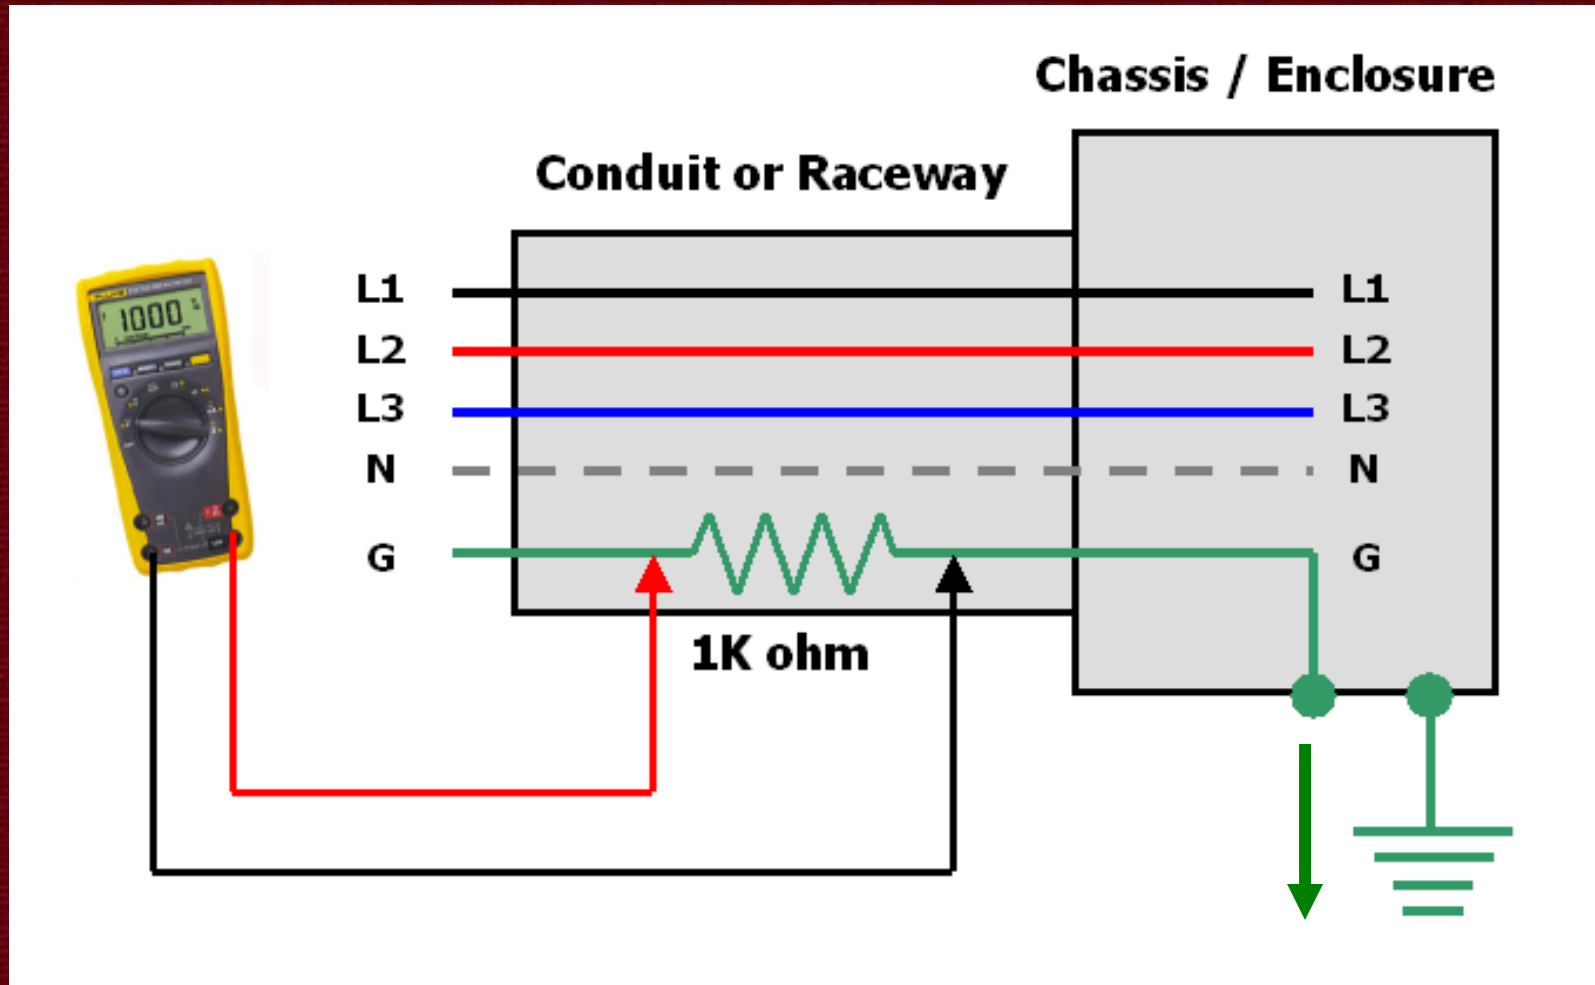 Chassis / Enclosure
Conduit or Raceway
1000
L1 L1
L2 L2
L3 L3
N N
G G
1K ohm